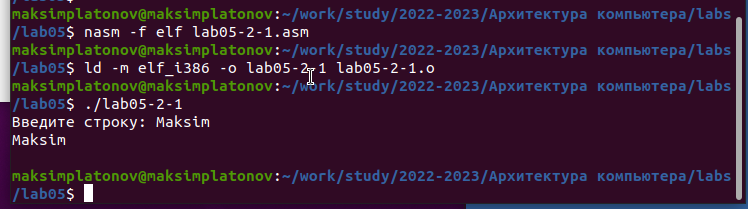 maksimplatonov@maksimplatonov:~/work/study/2022-2023/Архитектура компьютера/labs
/lab05$ nasm -f elf lab05-2-1.asm
maksimplatonov@maksimplatonov:~/work/study/2022-2023/Архитектура компьютера/labs
/lab05$ ld -m elf_i386 -o lab05-2-1 lab05-2-1.o
maksimplatonov@maksimplatonov:~/work/study/2022-2023/Архитектура компьютера/labs
/lab05$ ./lab05-2-1
Введите строку: Maksim
Maksim
maksimplatonov@maksimplatonov:~/work/study/2022-2023/Архитектура компьютера/labs
/lab05$